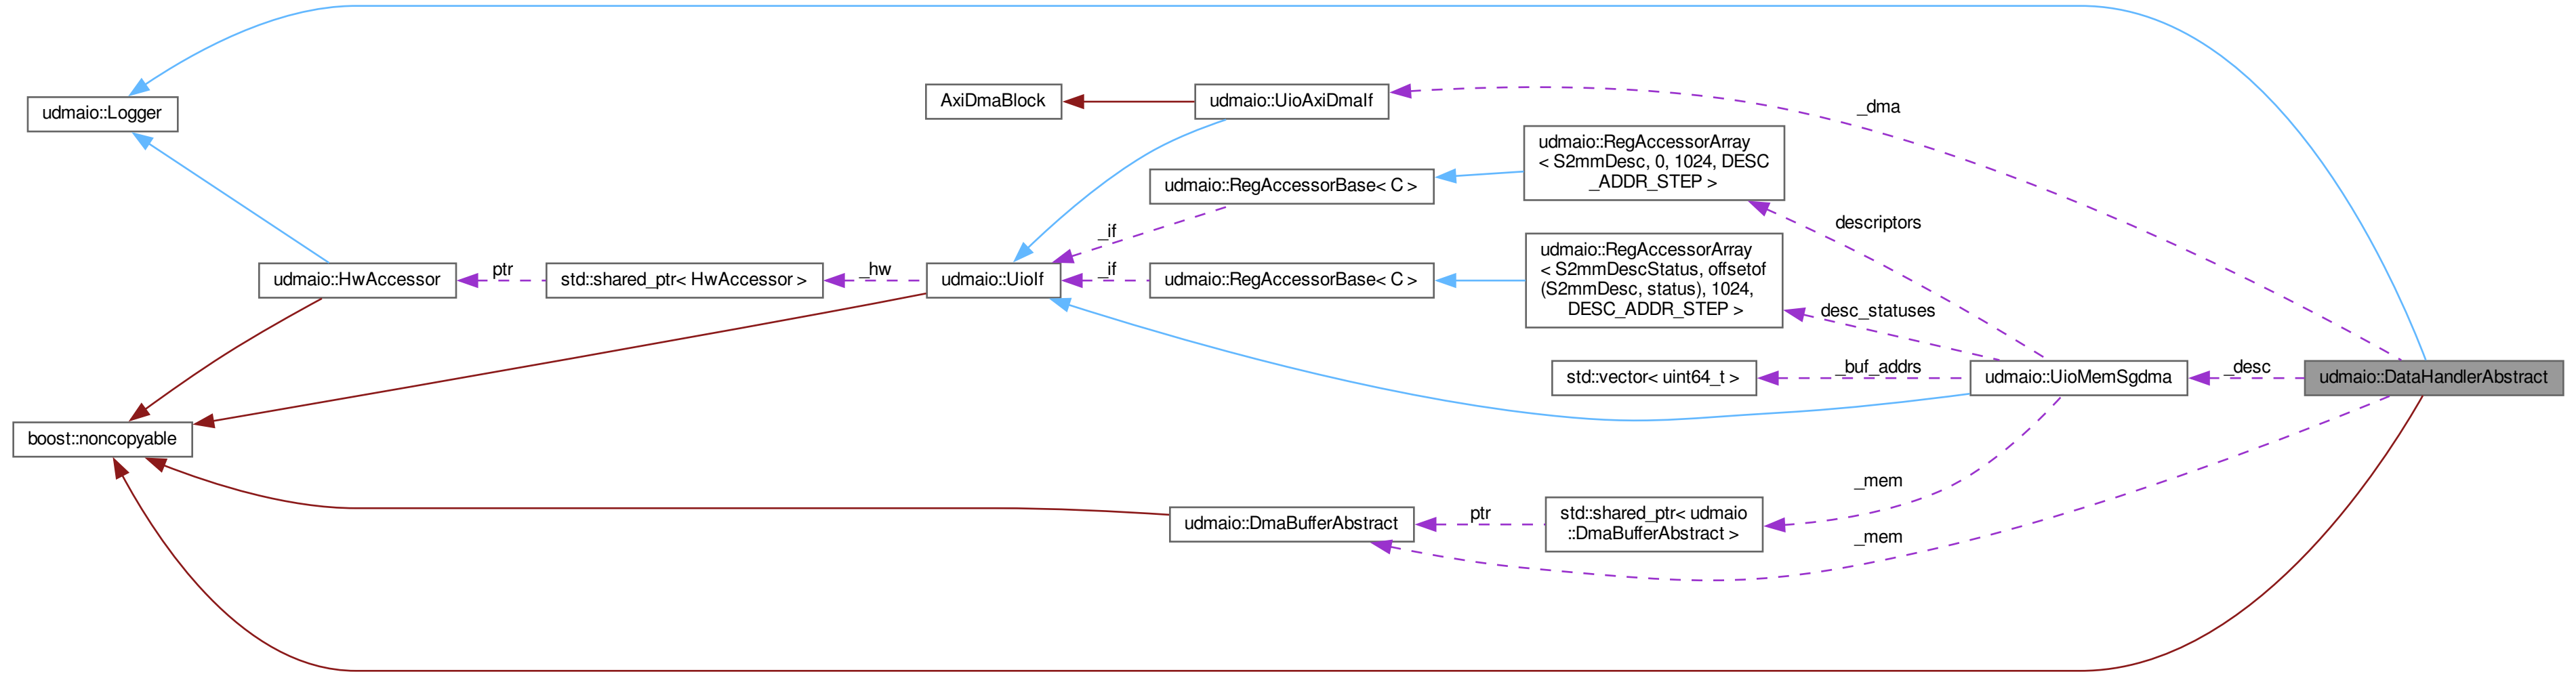 udmaio::Logger
AxiDmaBlock
udmaio::UioAxiDmaIf
_dma
udmaio::RegAccessorArray
< S2mmDesc, 0, 1024, DESC
_ADDR_STEP >
udmaio::RegAccessorBase< C >
_if
descriptors
udmaio::HwAccessor
ptr
std::shared_ptr< HwAccessor >
_hw
udmaio::UioIf
_if
udmaio::RegAccessorBase< C >
udmaio::RegAccessorArray
< S2mmDescStatus, offsetof
(S2mmDesc, status), 1024,
DESC_ADDR_STEP >
desc_statuses
std::vector< uint64_t >
_buf_addrs
udmaio::UioMemSgdma
_desc
udmaio::DataHandlerAbstract
boost::noncopyable
udmaio::DmaBufferAbstract
ptr
std::shared_ptr< udmaio
::DmaBufferAbstract >
_mem
_mem